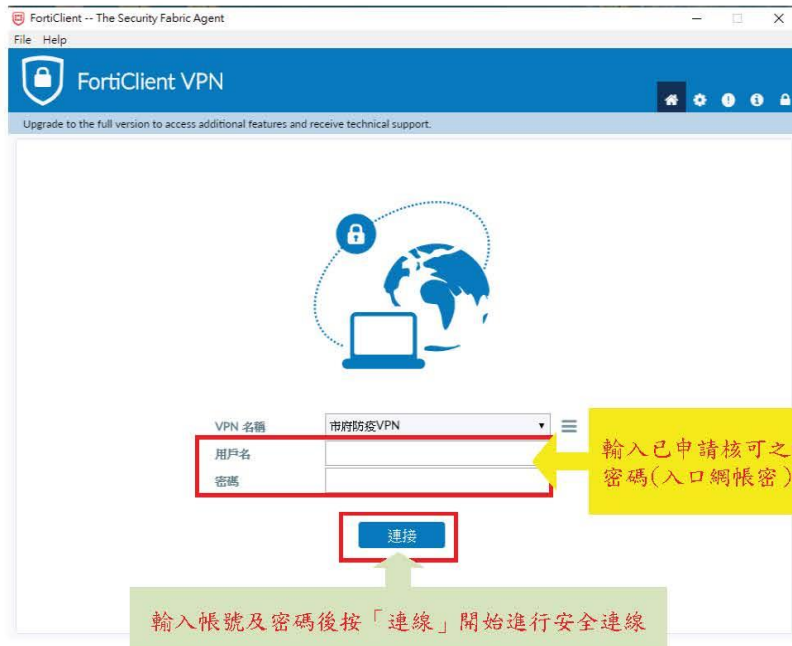 FortiClient -- The Security Fabric Agent
File Help
FortiClient VPN
Upgrade to the full version to access additional features and receive technical support.
VPN 名稱 市府防疫VPN
用戶名
密碼
輸入已申請核可之
密碼(入口網帳密)
連接
輸入帳號及密碼後按「連線」開始進行安全連線